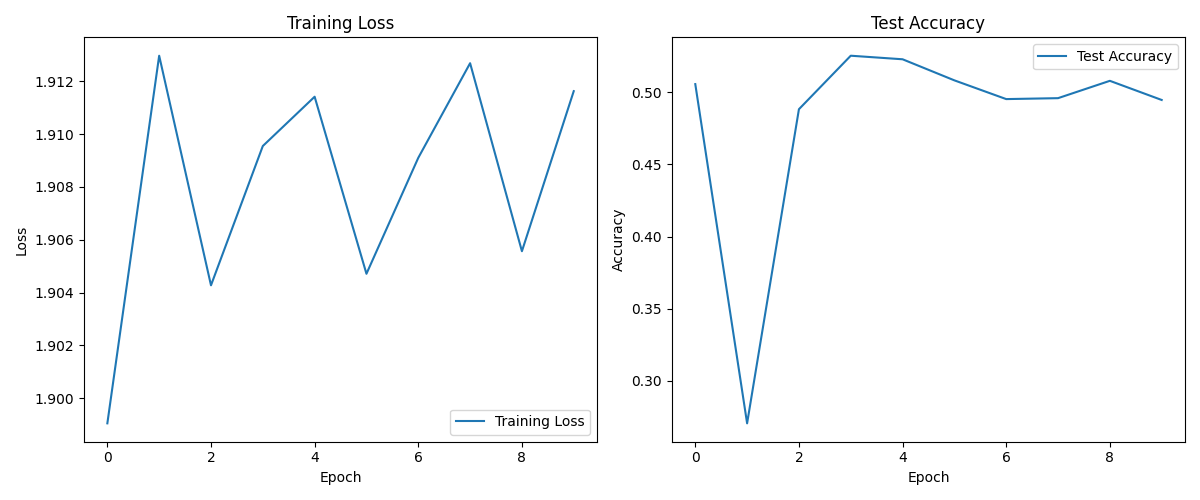 Training Loss
1.912
1.910
1.908
1.906
1.904
1.902
1.900
Loss
0 2 4 6 8
Epoch
Training Loss
Test Accuracy
0.50
0.45
0.40
0.35
0.30
Accuracy
0 2 4 6 8
Epoch
Test Accuracy